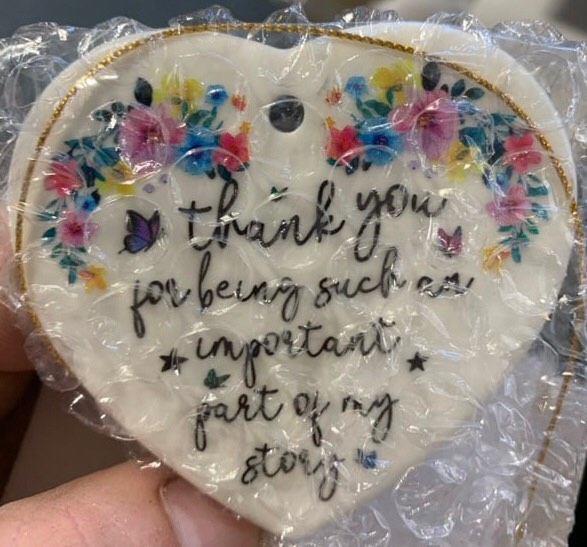 thank you
for being such an
important
part of my
story